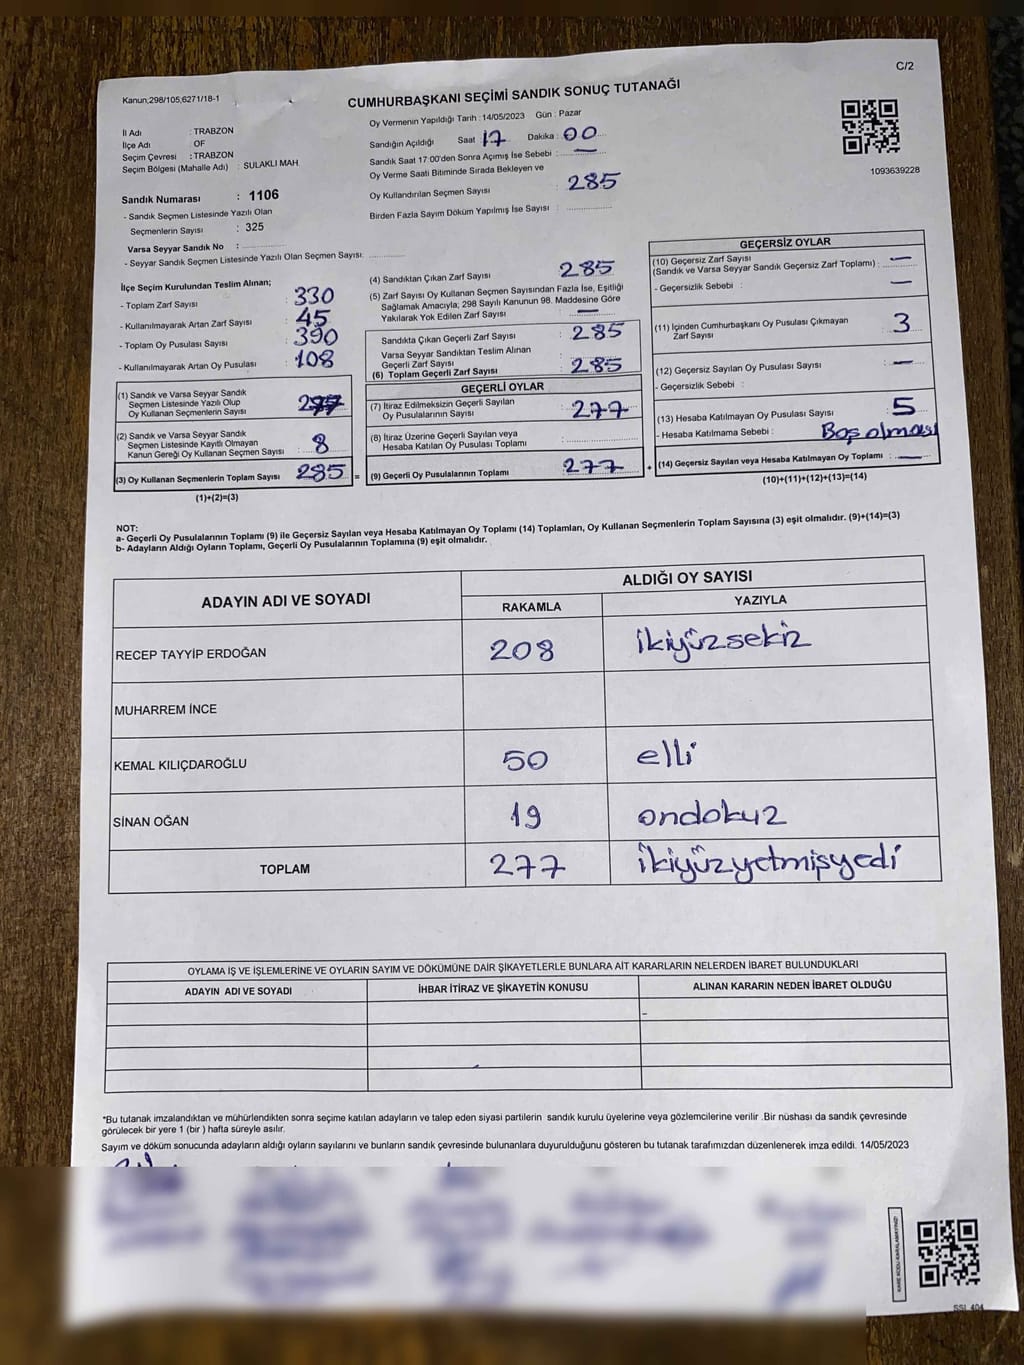 C/2
Kanun,298/105,6271/18-1
CUMHURBAŞKANI SEÇİMİ SANDIK SONUÇ TUTANAĞI
İl Adı : TRABZON
İlçe Adı : OF
Seçim Çevresi : TRABZON
Seçim Bölgesi (Mahalle Adı) : SULAKLI MAH
Sandık Numarası : 1106
- Sandık Seçmen Listesinde Yazılı Olan
Seçmenlerin Sayısı : 325
Varsa Seyyar Sandık No :
- Seyyar Sandık Seçmen Listesinde Yazılı Olan Seçmen Sayısı:
Oy Vermenin Yapıldığı Tarih : 14/05/2023 Gün : Pazar
Sandığın Açıldığı Saat 17 Dakika : 00
Sandık Saat 17:00'den Sonra Açımış İse Sebebi : —
Oy Verme Saati Bitiminde Sırada Bekleyen ve
Oy Kullandırılan Seçmen Sayısı : 285
Birden Fazla Sayım Döküm Yapılmış İse Sayısı :
1093639228
İlçe Seçim Kurulundan Teslim Alınan;
- Toplam Zarf Sayısı : 330
- Kullanılmayarak Artan Zarf Sayısı : 45
- Toplam Oy Pusulası Sayısı : 390
- Kullanılmayarak Artan Oy Pusulası : 108
(1) Sandık ve Varsa Seyyar Sandık
Seçmen Listesinde Yazılı Olup
Oy Kullanan Seçmenlerin Sayısı :
(2) Sandık ve Varsa Seyyar Sandık
Seçmen Listesinde Kayıtlı Olmayan
Kanun Gereği Oy Kullanan Seçmen Sayısı : 8
(3) Oy Kullanan Seçmenlerin Toplam Sayısı : 285 =
(1)+(2)=(3)
(4) Sandıktan Çıkan Zarf Sayısı : 285
(5) Zarf Sayısı Oy Kullanan Seçmen Sayısından Fazla İse, Eşitliği
Sağlamak Amacıyla; 298 Sayılı Kanunun 98. Maddesine Göre
Yakılarak Yok Edilen Zarf Sayısı : —
Sandıkta Çıkan Geçerli Zarf Sayısı : 285
Varsa Seyyar Sandıktan Teslim Alınan
Geçerli Zarf Sayısı
(6) Toplam Geçerli Zarf Sayısı : 285
GEÇERLİ OYLAR
(7) İtiraz Edilmeksizin Geçerli Sayılan
Oy Pusulalarının Sayısı : 277
(8) İtiraz Üzerine Geçerli Sayılan veya
Hesaba Katılan Oy Pusulası Toplamı :
(9) Geçerli Oy Pusulalarının Toplamı : 277 +
GEÇERSİZ OYLAR
(10) Geçersiz Zarf Sayısı
(Sandık ve Varsa Seyyar Sandık Geçersiz Zarf Toplamı) : —
- Geçersizlik Sebebi : —
(11) İçinden Cumhurbaşkanı Oy Pusulası Çıkmayan
Zarf Sayısı : 3
(12) Geçersiz Sayılan Oy Pusulası Sayısı : —
- Geçersizlik Sebebi :
(13) Hesaba Katılmayan Oy Pusulası Sayısı : 5
- Hesaba Katılmama Sebebi : Boş olması
(14) Geçersiz Sayılan veya Hesaba Katılmayan Oy Toplamı : —
(10)+(11)+(12)+(13)=(14)
NOT:
a- Geçerli Oy Pusulalarının Toplamı (9) ile Geçersiz Sayılan veya Hesaba Katılmayan Oy Toplamı (14) Toplamları, Oy Kullanan Seçmenlerin Toplam Sayısına (3) eşit olmalıdır. (9)+(14)=(3)
b- Adayların Aldığı Oyların Toplamı, Geçerli Oy Pusulalarının Toplamına (9) eşit olmalıdır.
ADAYIN ADI VE SOYADI
ALDIĞI OY SAYISI
RAKAMLA YAZIYLA
RECEP TAYYİP ERDOĞAN 208 ikiyüzsekiz
MUHARREM İNCE
KEMAL KILIÇDAROĞLU 50 elli
SİNAN OĞAN 19 ondokuz
TOPLAM 277 ikiyüzyetmişyedi
OYLAMA İŞ VE İŞLEMLERİNE VE OYLARIN SAYIM VE DÖKÜMÜNE DAİR ŞİKAYETLERLE BUNLARA AİT KARARLARIN NELERDEN İBARET BULUNDUKLARI
ADAYIN ADI VE SOYADI İHBAR İTİRAZ VE ŞİKAYETİN KONUSU ALINAN KARARIN NEDEN İBARET OLDUĞU
*Bu tutanak imzalandıktan ve mühürlendikten sonra seçime katılan adayların ve talep eden siyasi partilerin sandık kurulu üyelerine veya gözlemcilerine verilir .Bir nüshası da sandık çevresinde
görülecek bir yere 1 (bir ) hafta süreyle asılır.
Sayım ve döküm sonucunda adayların aldığı oyların sayılarını ve bunların sandık çevresinde bulunanlara duyurulduğunu gösteren bu tutanak tarafımızdan düzenlenerek imza edildi. 14/05/2023
KARE KODU KARALAMAYINIZ!
SSI_404